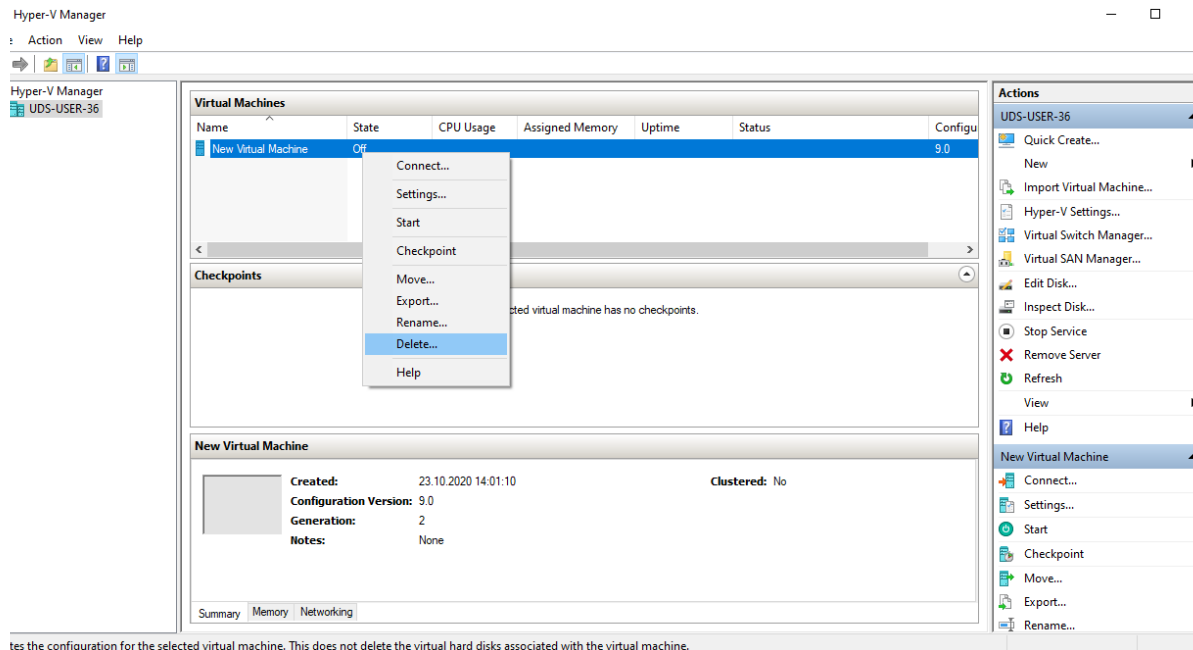 Hyper-V Manager
Action View Help
Hyper-V Manager
UDS-USER-36
Virtual Machines
Name State CPU Usage Assigned Memory Uptime Status Configu
New Virtual Machine Off 9.0
Connect...
Settings...
Start
Checkpoint
Move...
Export...
Rename...
Delete...
Help
Checkpoints
cted virtual machine has no checkpoints.
New Virtual Machine
Created: 23.10.2020 14:01:10 Clustered: No
Configuration Version: 9.0
Generation: 2
Notes: None
Summary Memory Networking
Actions
UDS-USER-36
Quick Create...
New
Import Virtual Machine...
Hyper-V Settings...
Virtual Switch Manager...
Virtual SAN Manager...
Edit Disk...
Inspect Disk...
Stop Service
Remove Server
Refresh
View
Help
New Virtual Machine
Connect...
Settings...
Start
Checkpoint
Move...
Export...
Rename...
tes the configuration for the selected virtual machine. This does not delete the virtual hard disks associated with the virtual machine.